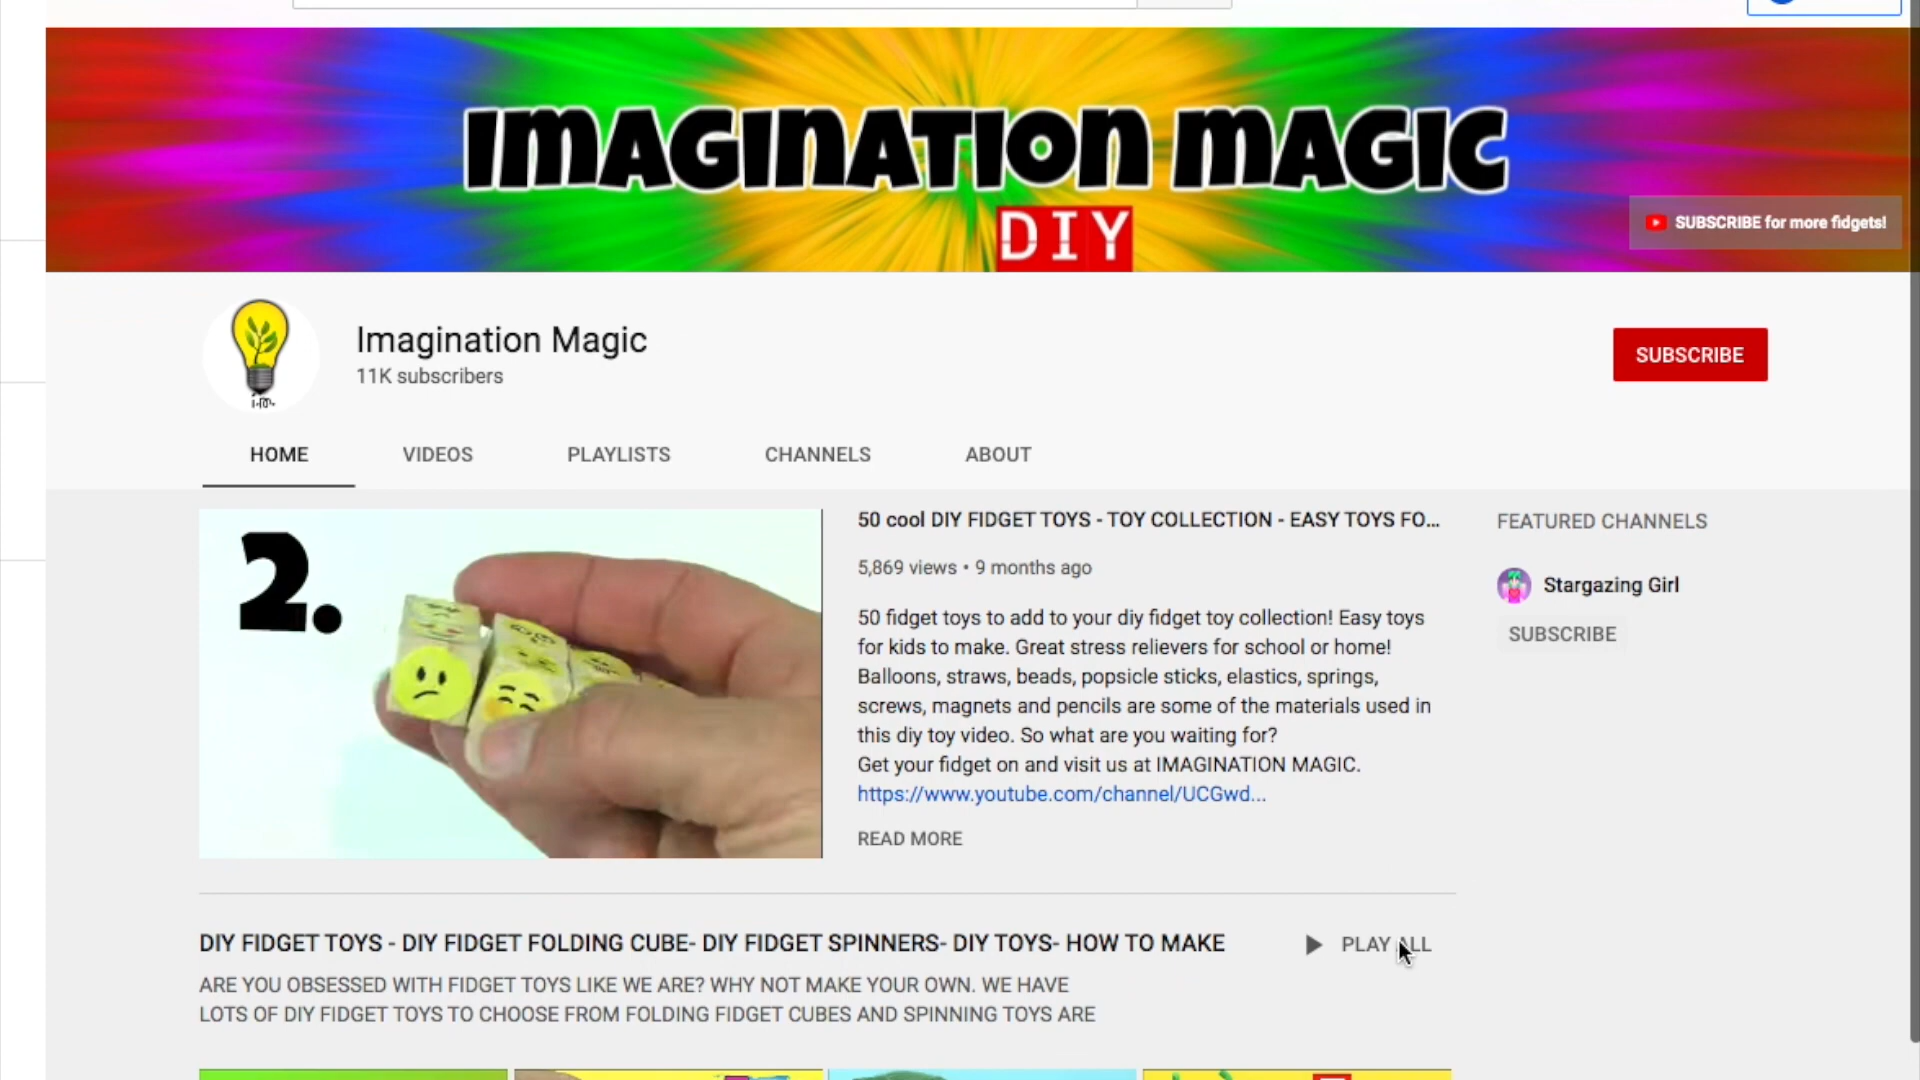 IMAGINATION MAGIC
DIY
SUBSCRIBE for more fidgets!
Imagination Magic
11K subscribers
SUBSCRIBE
HOME VIDEOS PLAYLISTS CHANNELS ABOUT
2.
50 cool DIY FIDGET TOYS - TOY COLLECTION - EASY TOYS FO...
5,869 views • 9 months ago
50 fidget toys to add to your diy fidget toy collection! Easy toys
for kids to make. Great stress relievers for school or home!
Balloons, straws, beads, popsicle sticks, elastics, springs,
screws, magnets and pencils are some of the materials used in
this diy toy video. So what are you waiting for?
Get your fidget on and visit us at IMAGINATION MAGIC.
https://www.youtube.com/channel/UCGwd...
READ MORE
FEATURED CHANNELS
Stargazing Girl
SUBSCRIBE
DIY FIDGET TOYS - DIY FIDGET FOLDING CUBE- DIY FIDGET SPINNERS- DIY TOYS- HOW TO MAKE
PLAY ALL
ARE YOU OBSESSED WITH FIDGET TOYS LIKE WE ARE? WHY NOT MAKE YOUR OWN. WE HAVE
LOTS OF DIY FIDGET TOYS TO CHOOSE FROM FOLDING FIDGET CUBES AND SPINNING TOYS ARE